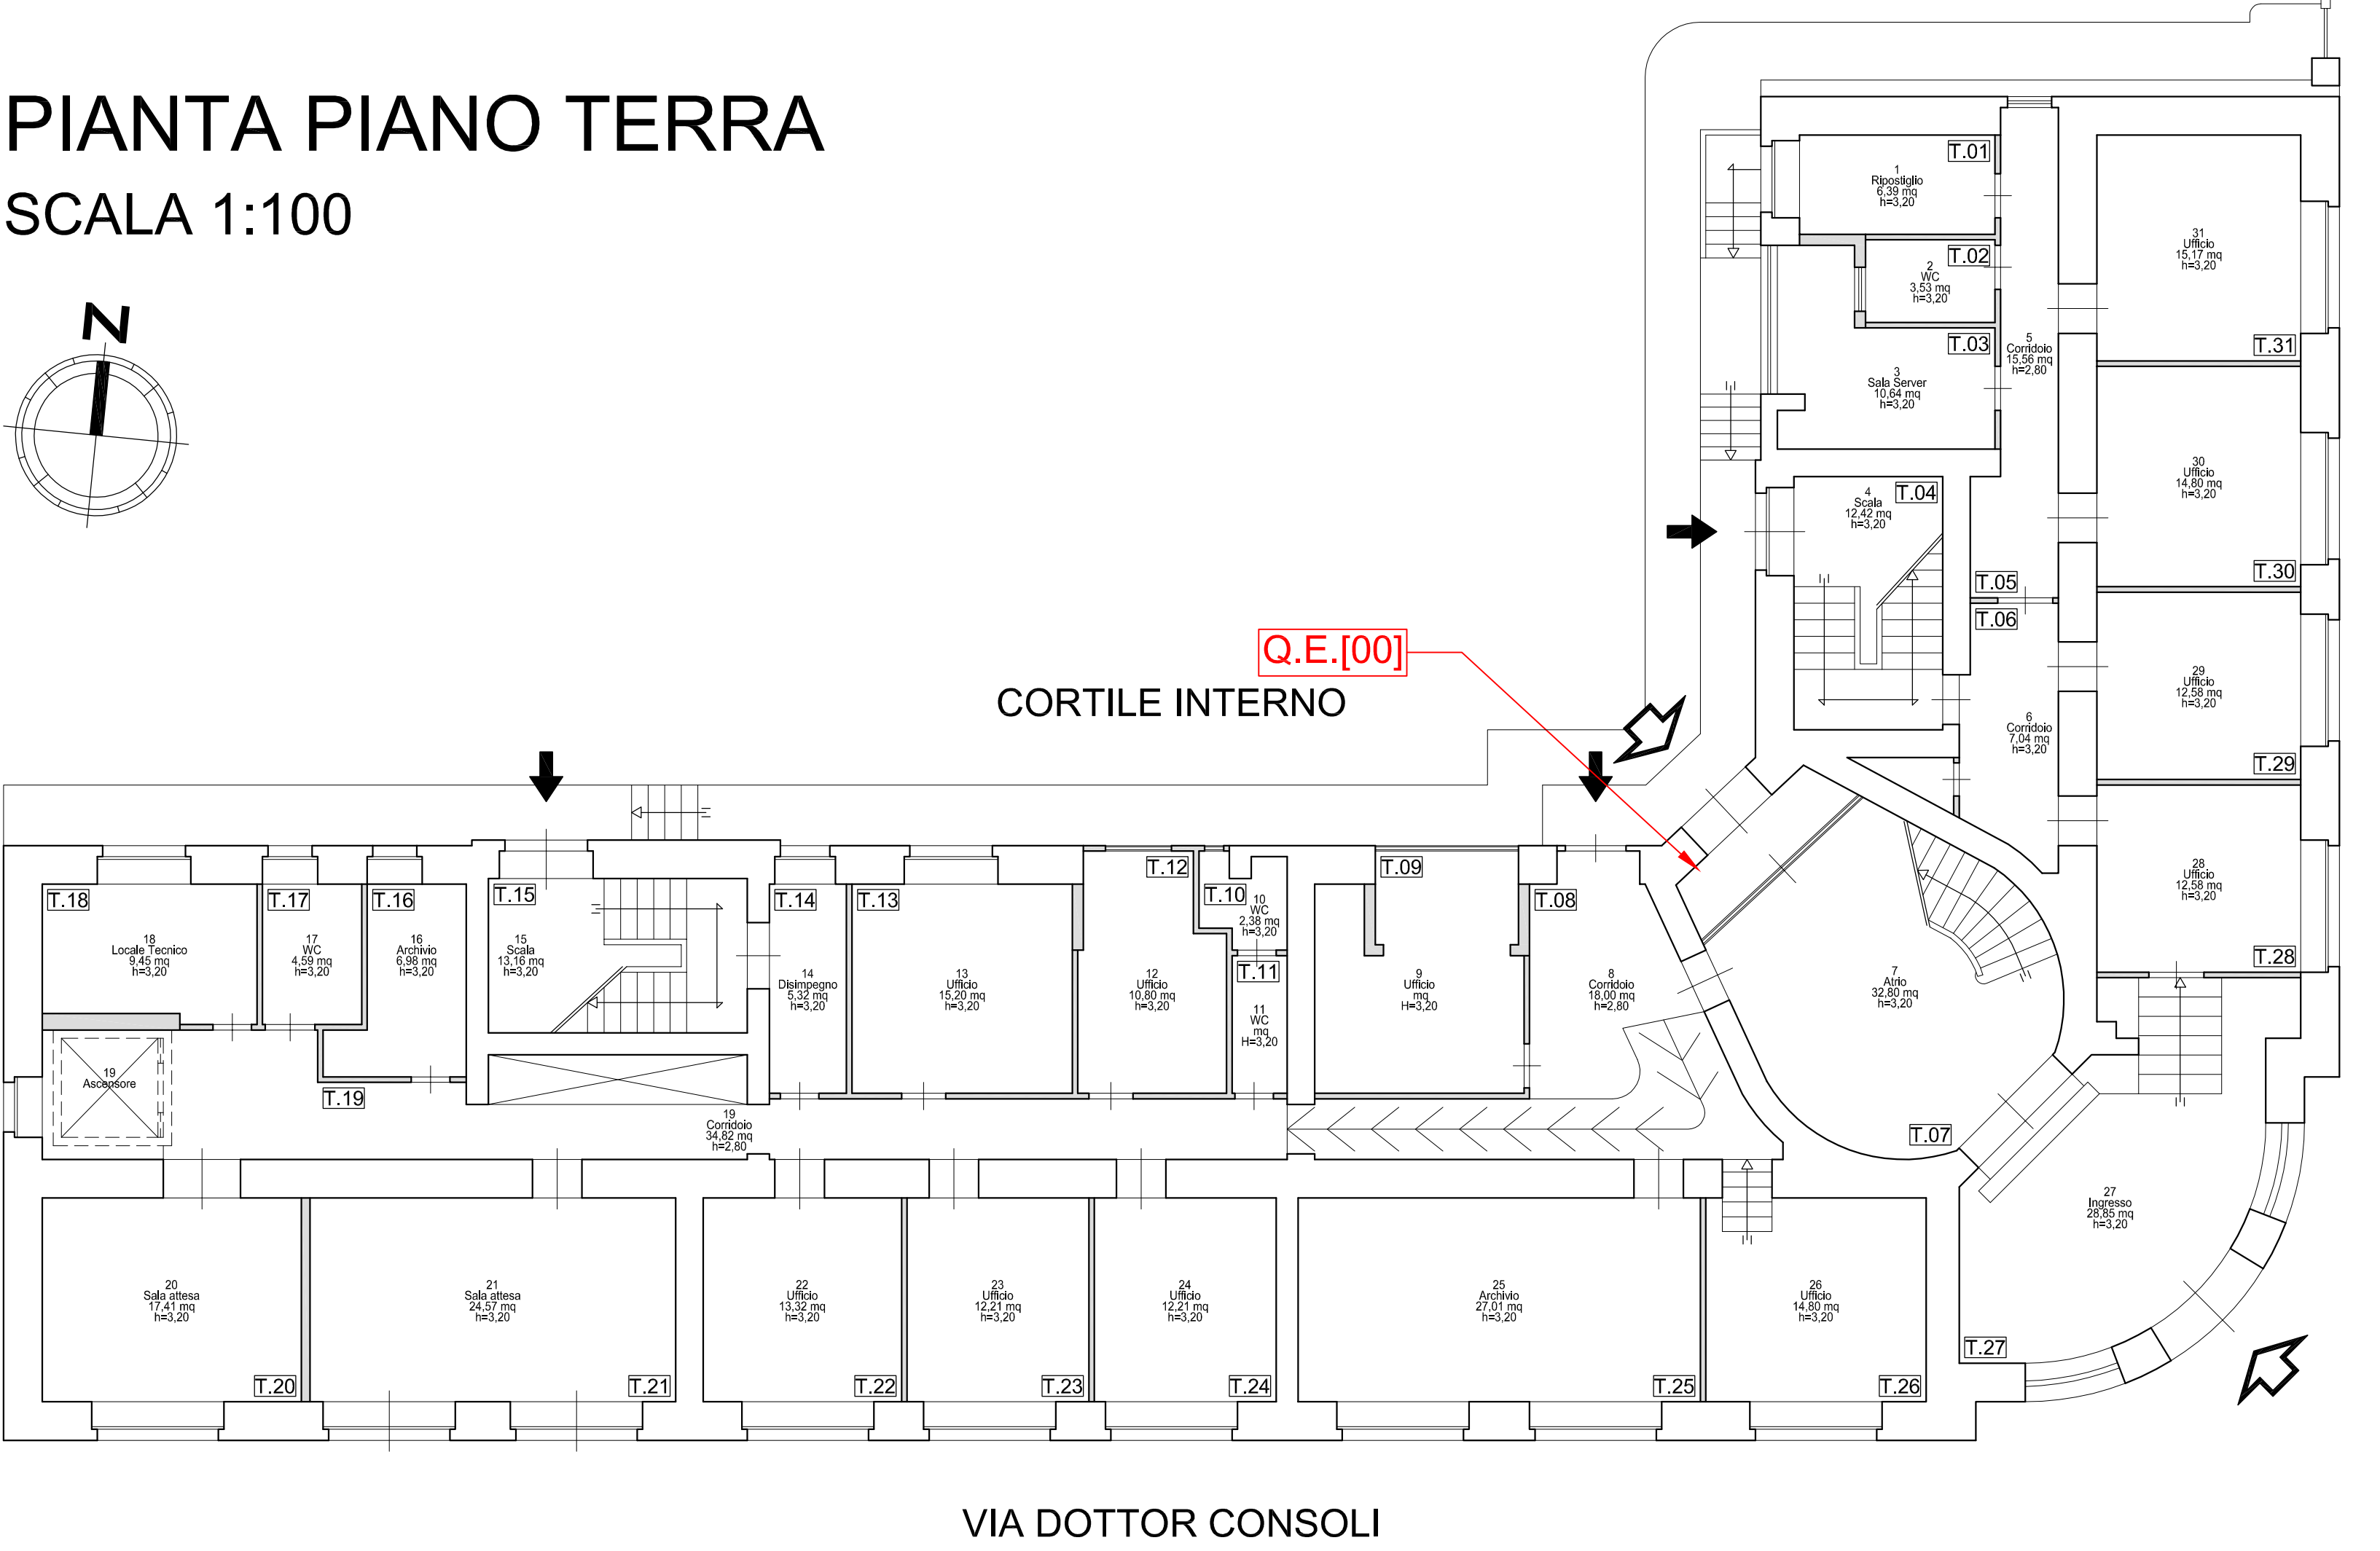 PIANTA PIANO TERRA
SCALA 1:100
N
T.01
1
Ripostiglio
6,39 mq
h=3,20
T.02
2
WC
3,53 mq
h=3,20
T.03
3
Sala Server
10,64 mq
h=3,20
5
Corridoio
15,56 mq
h=2,80
31
Ufficio
15,17 mq
h=3,20
T.31
30
Ufficio
14,80 mq
h=3,20
T.30
T.04
4
Scala
12,42 mq
h=3,20
T.05
T.06
Q.E.[00]
CORTILE INTERNO
29
Ufficio
12,58 mq
h=3,20
T.29
6
Corridoio
7,04 mq
h=3,20
28
Ufficio
12,58 mq
h=3,20
T.28
T.18
18
Locale Tecnico
9,45 mq
h=3,20
T.17
17
WC
4,59 mq
h=3,20
T.16
16
Archivio
6,98 mq
h=3,20
T.15
15
Scala
13,16 mq
h=3,20
T.14
14
Disimpegno
5,32 mq
h=3,20
T.13
13
Ufficio
15,20 mq
h=3,20
T.12
12
Ufficio
10,80 mq
h=3,20
T.10
10
WC
2,38 mq
h=3,20
T.11
11
WC
mq
H=3,20
T.09
9
Ufficio
mq
H=3,20
T.08
8
Corridoio
18,00 mq
h=2,80
7
Atrio
32,80 mq
h=3,20
T.07
19
Ascensore
T.19
19
Corridoio
34,82 mq
h=2,80
20
Sala attesa
17,41 mq
h=3,20
T.20
21
Sala attesa
24,57 mq
h=3,20
T.21
22
Ufficio
13,32 mq
h=3,20
T.22
23
Ufficio
12,21 mq
h=3,20
T.23
24
Ufficio
12,21 mq
h=3,20
T.24
25
Archivio
27,01 mq
h=3,20
T.25
26
Ufficio
14,80 mq
h=3,20
T.26
27
Ingresso
28,85 mq
h=3,20
T.27
VIA DOTTOR CONSOLI